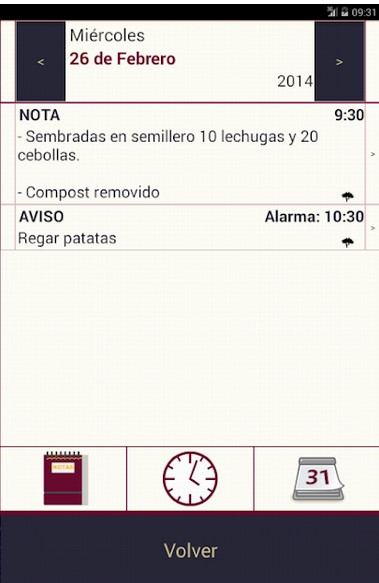 09:31
<
Miércoles
26 de Febrero
2014
>
NOTA 9:30
- Sembradas en semillero 10 lechugas y 20
cebollas.
- Compost removido
>
AVISO Alarma: 10:30
Regar patatas
>
NOTAS
31
Volver